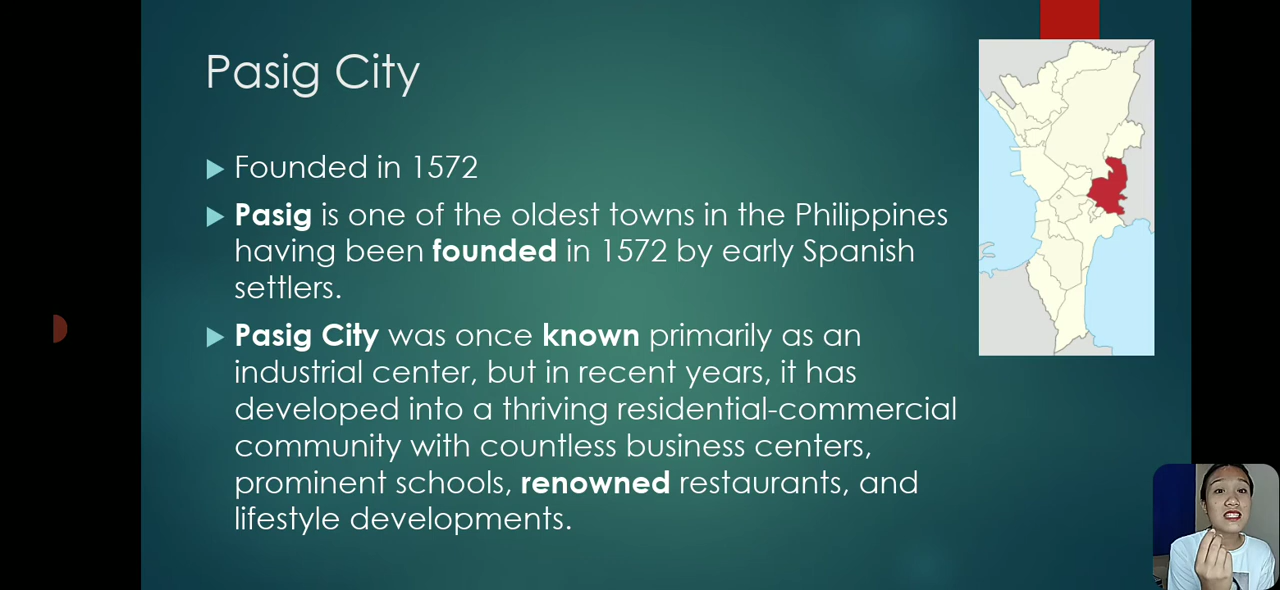 Pasig City
Founded in 1572
Pasig is one of the oldest towns in the Philippines
having been founded in 1572 by early Spanish
settlers.
Pasig City was once known primarily as an
industrial center, but in recent years, it has
developed into a thriving residential-commercial
community with countless business centers,
prominent schools, renowned restaurants, and
lifestyle developments.